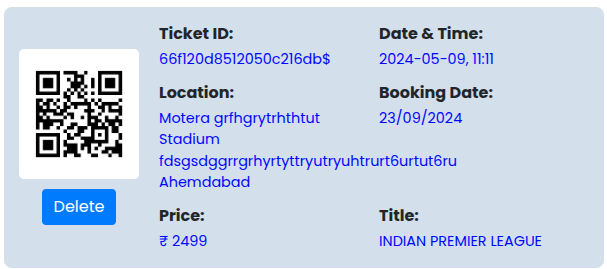 Ticket ID:
66f120d8512050c216db$
Date & Time:
2024-05-09, 11:11
Location:
Motera grfhgrytrhthtut
Stadium
fdsgsdggrrgrhyrtyttryutryuhtrurt6urtut6ru
Ahemdabad
Booking Date:
23/09/2024
Delete
Price:
₹ 2499
Title:
INDIAN PREMIER LEAGUE